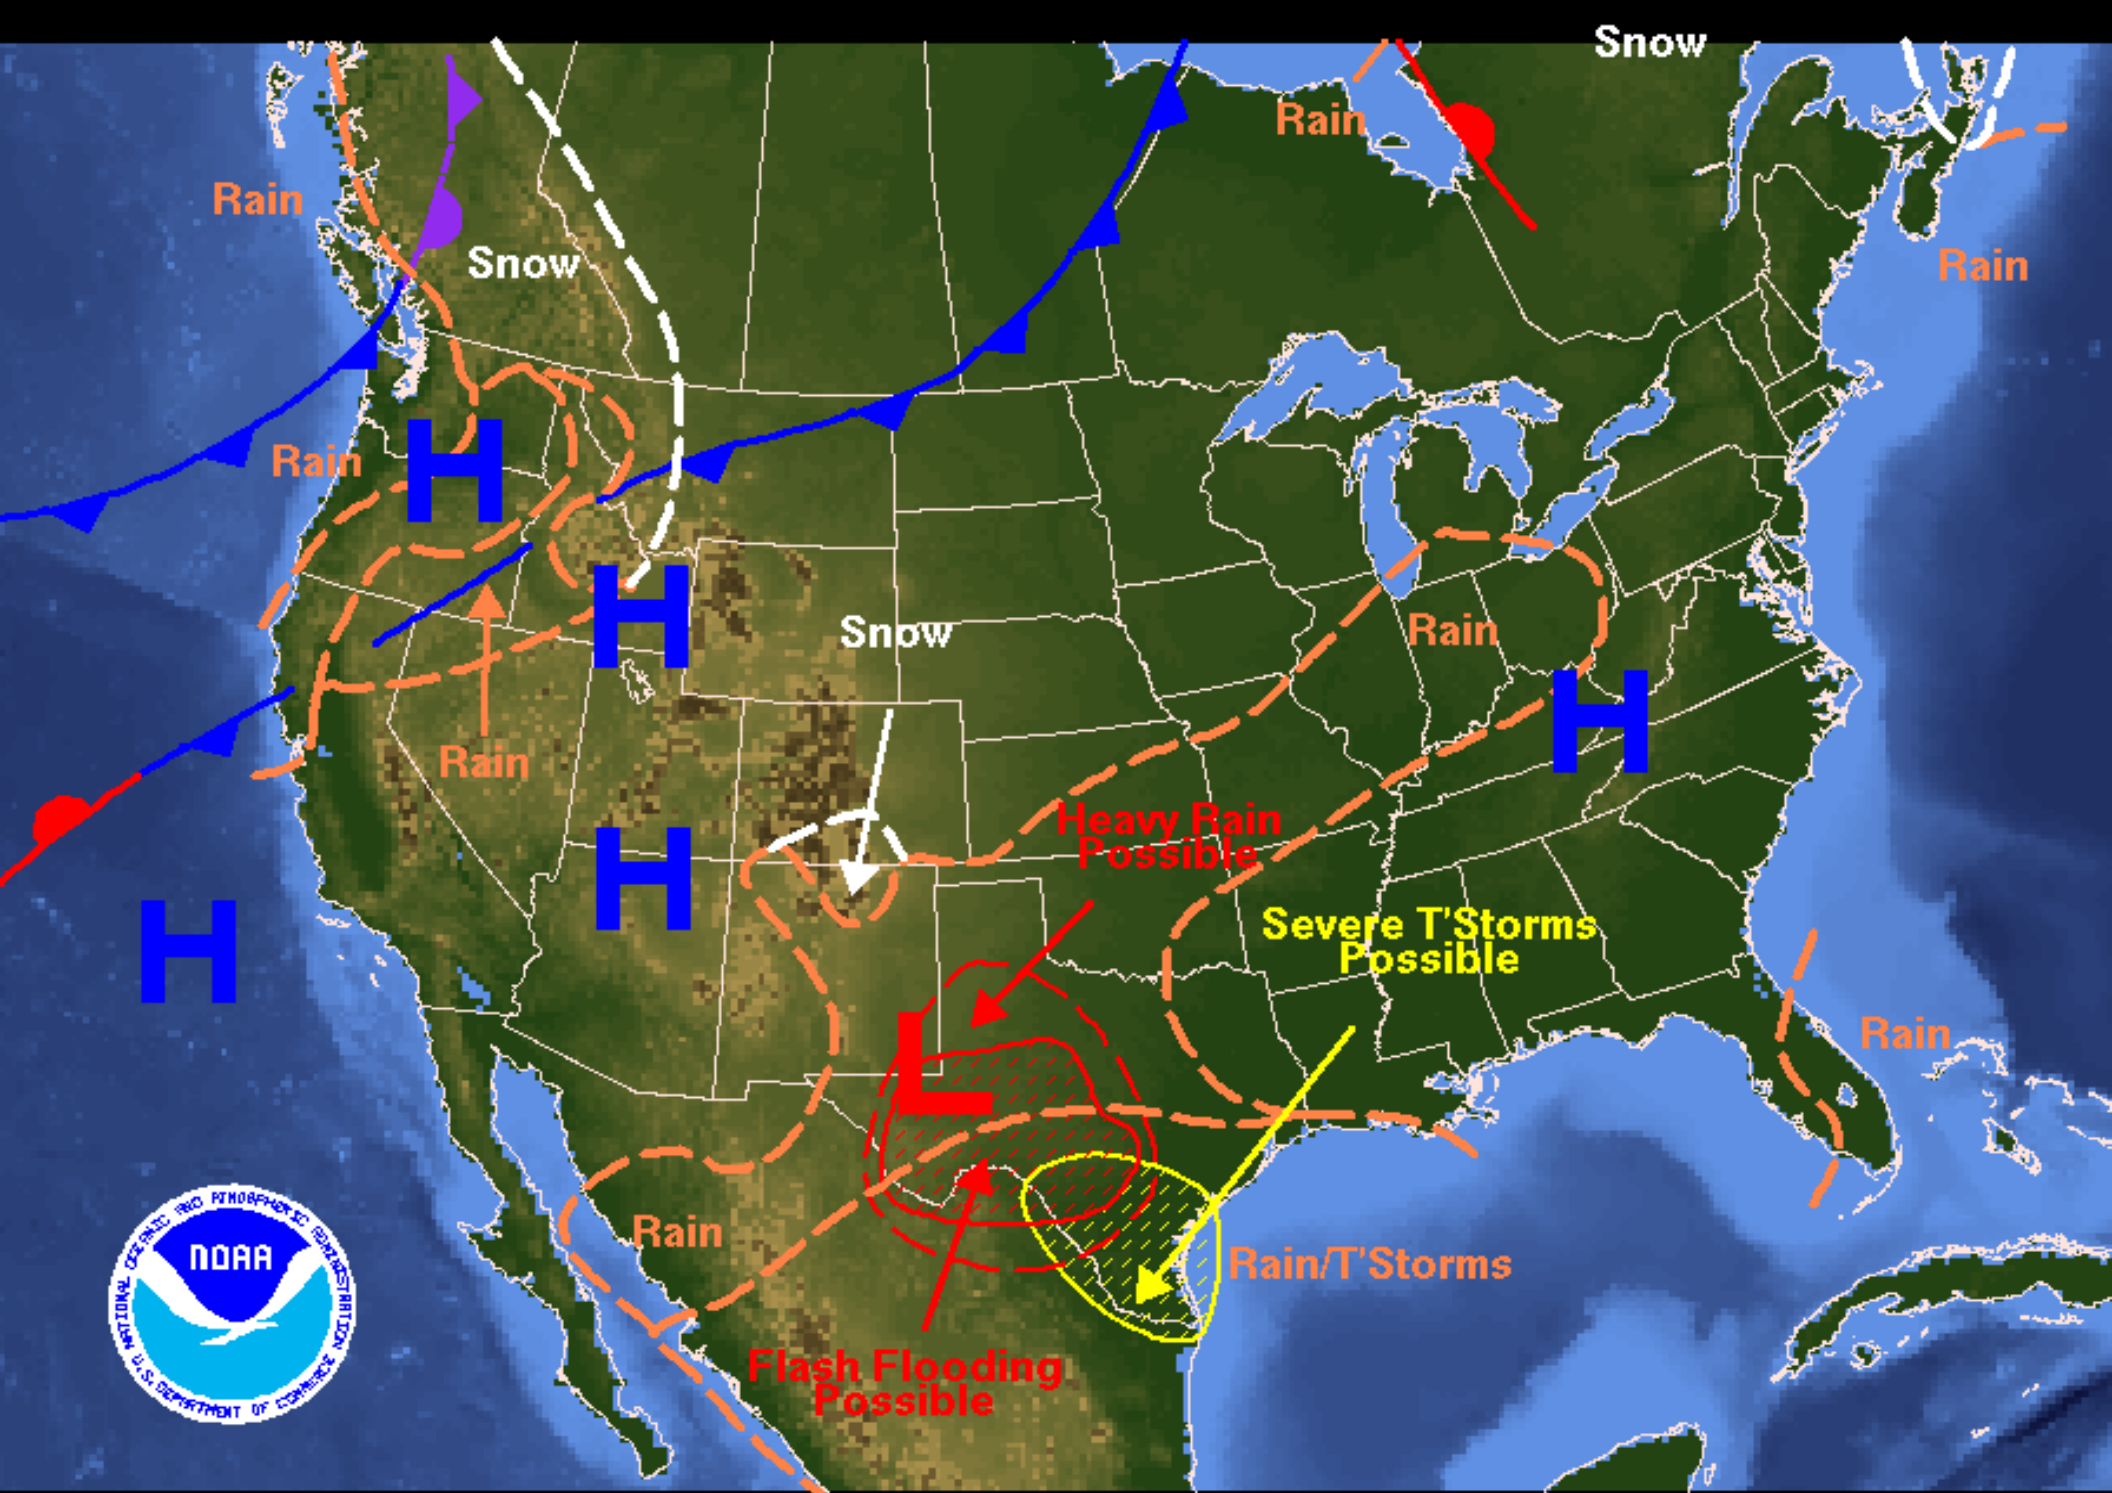 Snow
Rain
Rain
Snow
Rain
Rain
Snow
Rain
Rain
H
H
H
H
H
L
Heavy Rain
Possible
Severe T'Storms
Possible
Rain
Rain
Rain/T'Storms
Flash Flooding
Possible
NATIONAL OCEANIC AND ATMOSPHERIC ADMINISTRATION
NOAA
U.S. DEPARTMENT OF COMMERCE